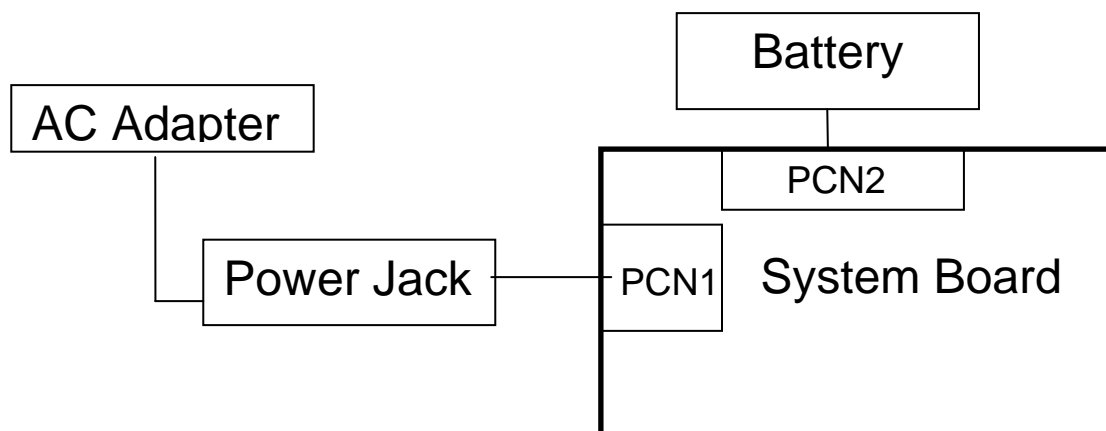 Battery
AC Adapter
PCN2
Power Jack
PCN1
System Board